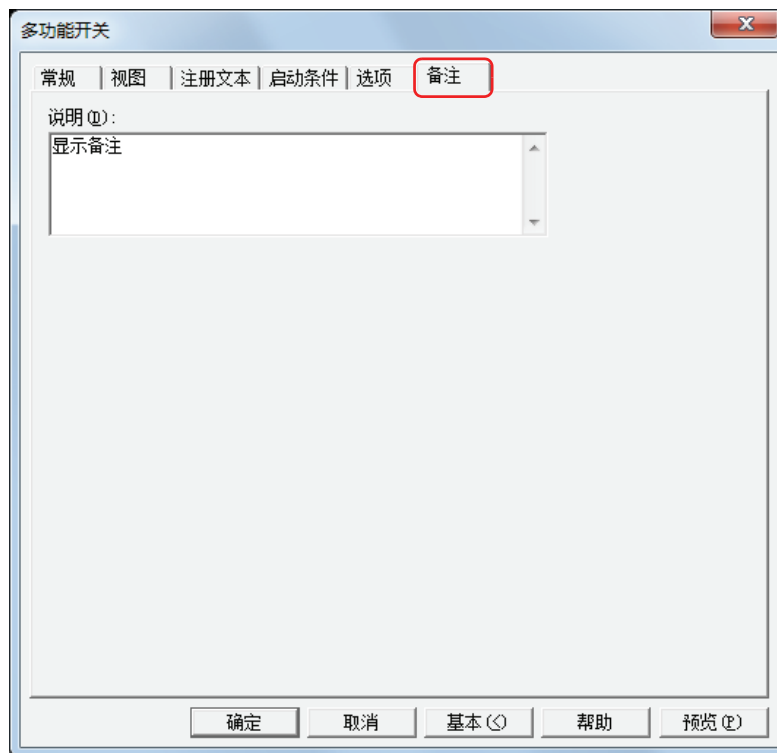 多功能开关
常规 视图 注册文本 启动条件 选项 备注
说明(D):
显示备注
确定 取消 基本(<) 帮助 预览(P)